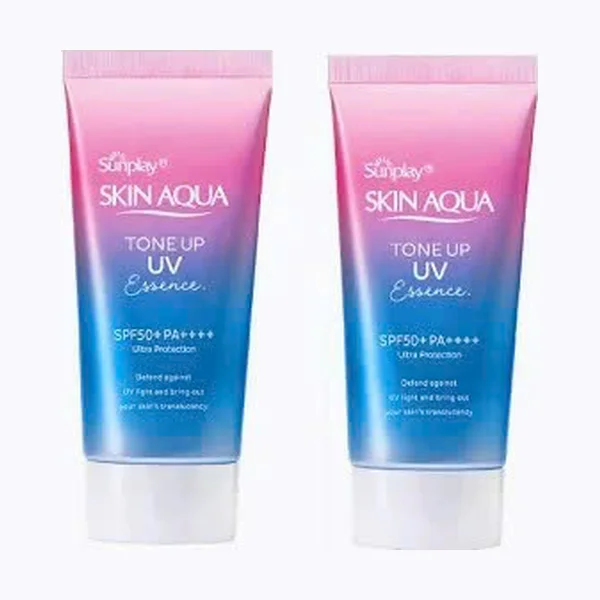 Sunplay®
SKIN AQUA
TONE UP
UV
Essence.
SPF50+ PA++++
Ultra Protection
Defend against
UV light and bring out
your skin's translucency.
Sunplay®
SKIN AQUA
TONE UP
UV
Essence.
SPF50+ PA++++
Ultra Protection
Defend against
UV light and bring out
your skin's translucency.